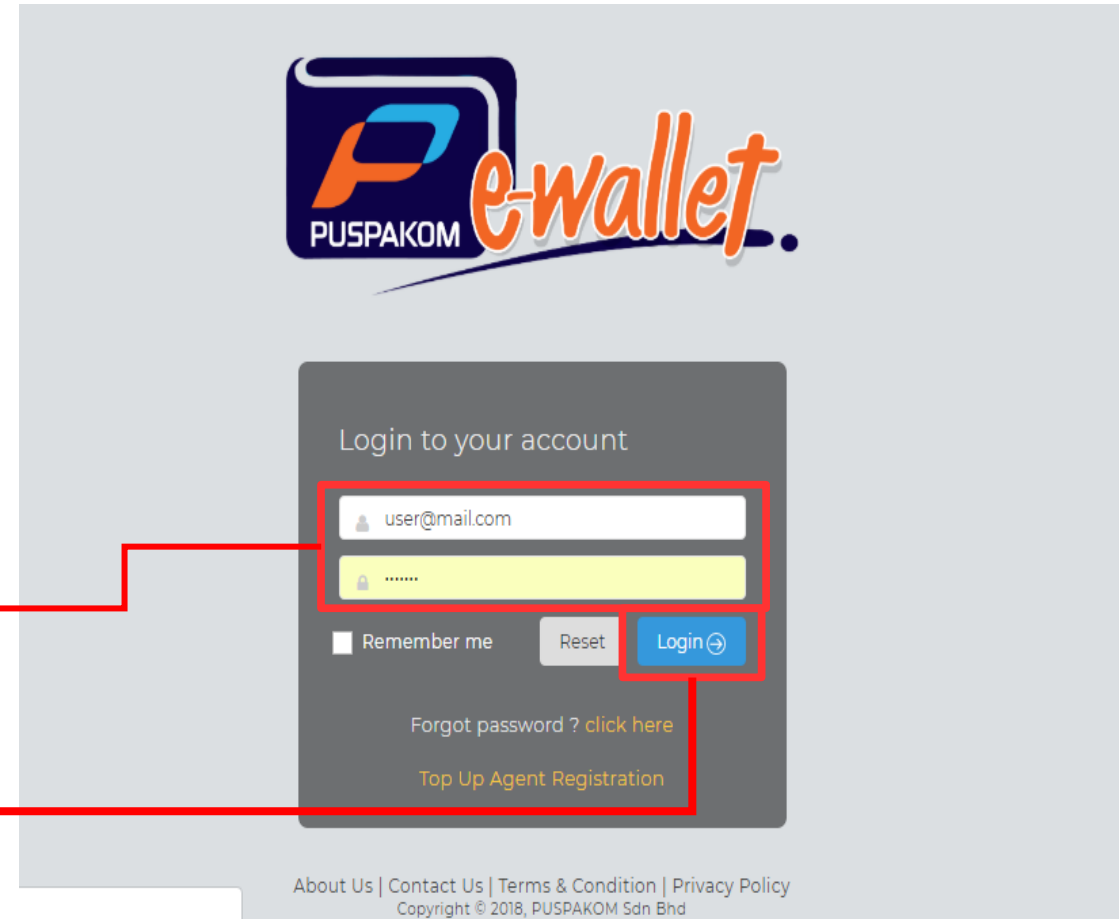 PUSPAKOM e-wallet.
Login to your account
user@mail.com
.......
Remember me Reset Login
Forgot password ? click here
Top Up Agent Registration
About Us | Contact Us | Terms & Condition | Privacy Policy
Copyright © 2018, PUSPAKOM Sdn Bhd